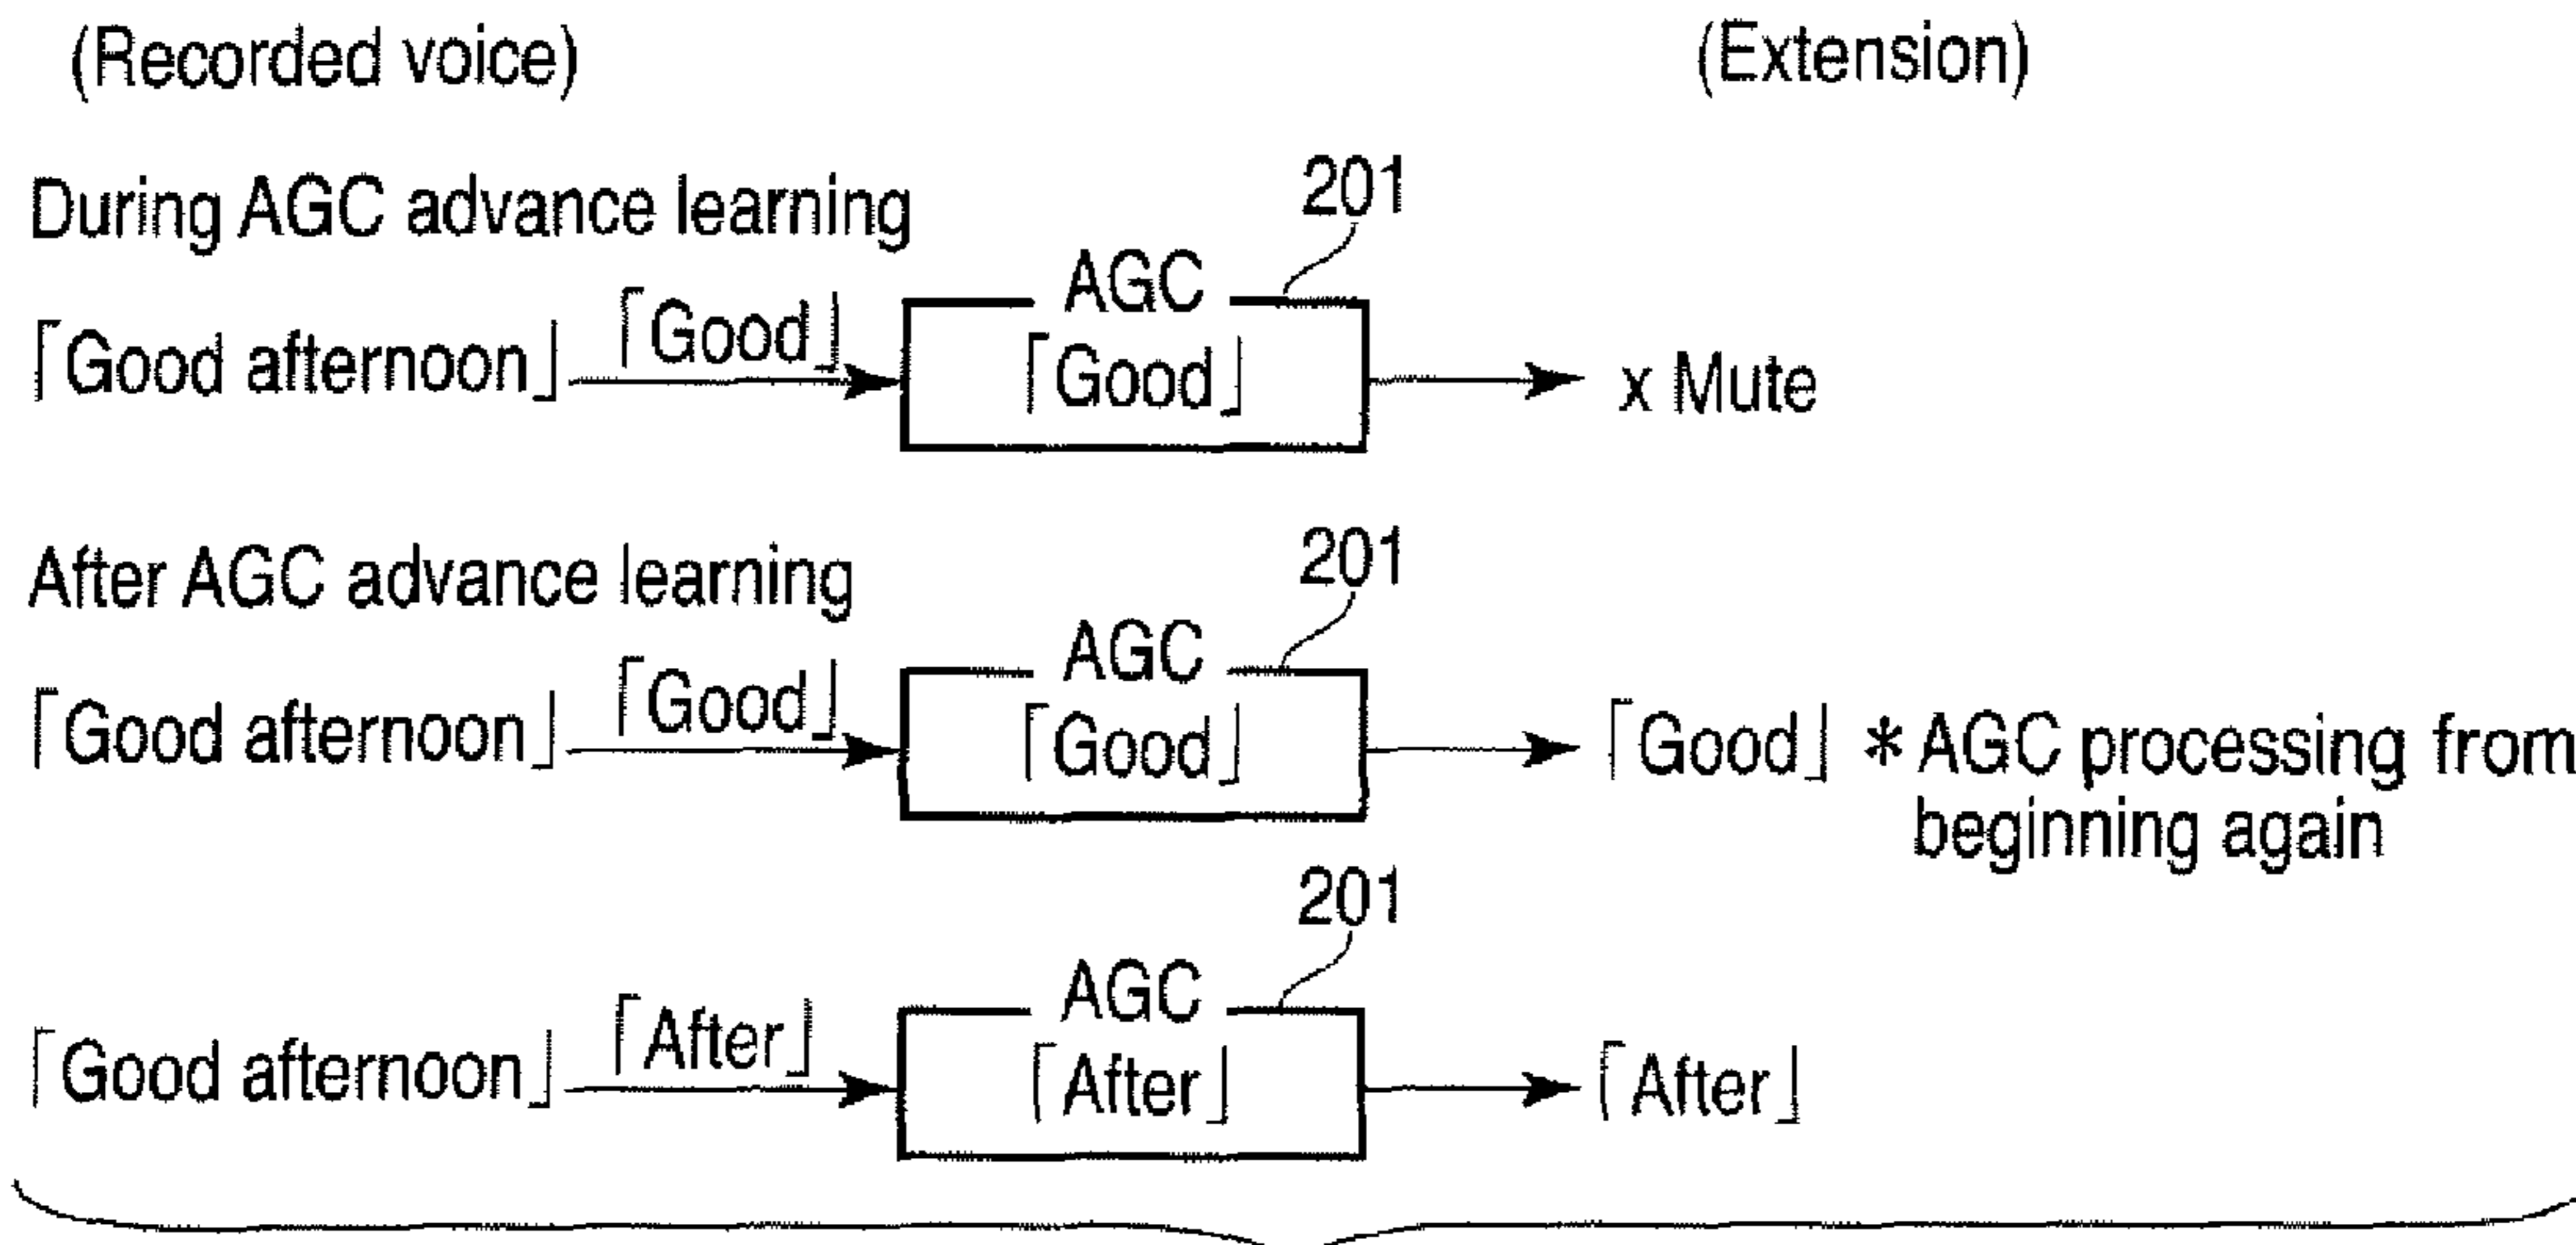 (Recorded voice) (Extension)
During AGC advance learning
201
AGC
「Good afternoon」 「Good」 「Good」 x Mute
After AGC advance learning
201
AGC
「Good afternoon」 「Good」 「Good」 「Good」 * AGC processing from
beginning again
201
AGC
「Good afternoon」 「After」 「After」 「After」